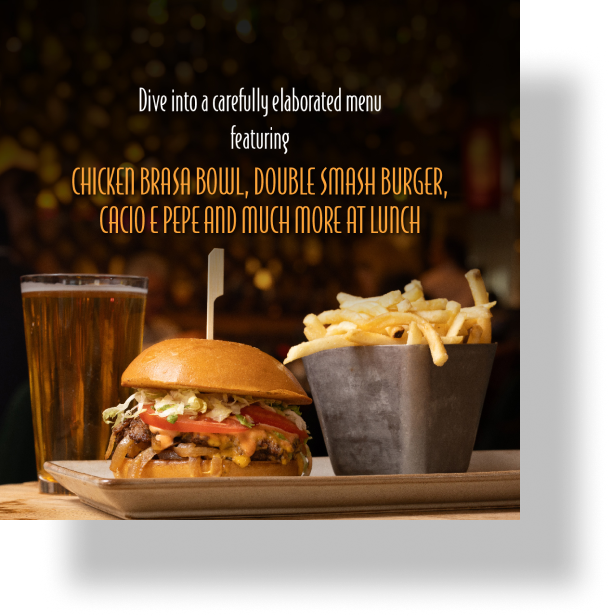 Dive into a carefully elaborated menu
featuring
CHICKEN BRASA BOWL, DOUBLE SMASH BURGER,
CACIO E PEPE AND MUCH MORE AT LUNCH